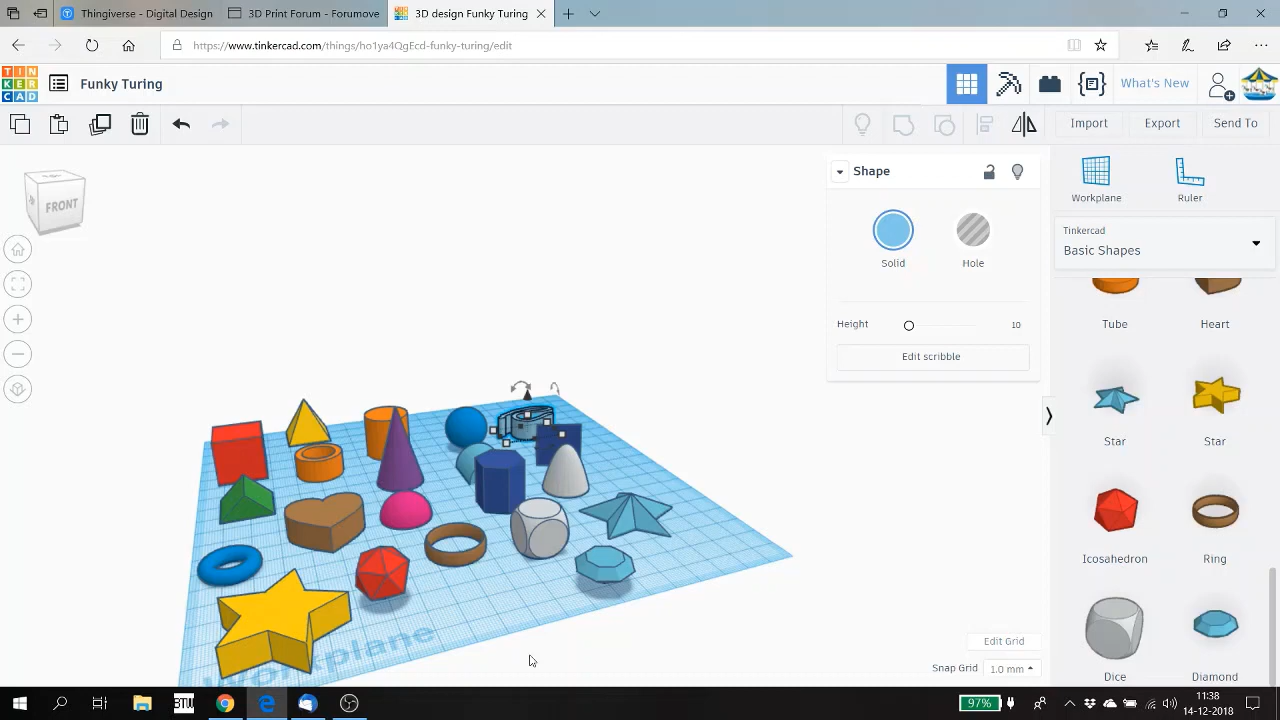 Thingiverse - Digital Design
3D Print Forum - Forumove
3D design Funky Turing
https://www.tinkercad.com/things/ho1ya4QgEcd-funky-turing/edit
TIN
KER
CAD
Funky Turing
What's New
Import
Export
Send To
FRONT
Shape
Solid
Hole
Height
10
Edit scribble
Workplane
Ruler
Tinkercad
Basic Shapes
Tube
Heart
Star
Star
Icosahedron
Ring
Dice
Diamond
Edit Grid
Snap Grid
1.0 mm
BTW
97%
11:38
14-12-2018